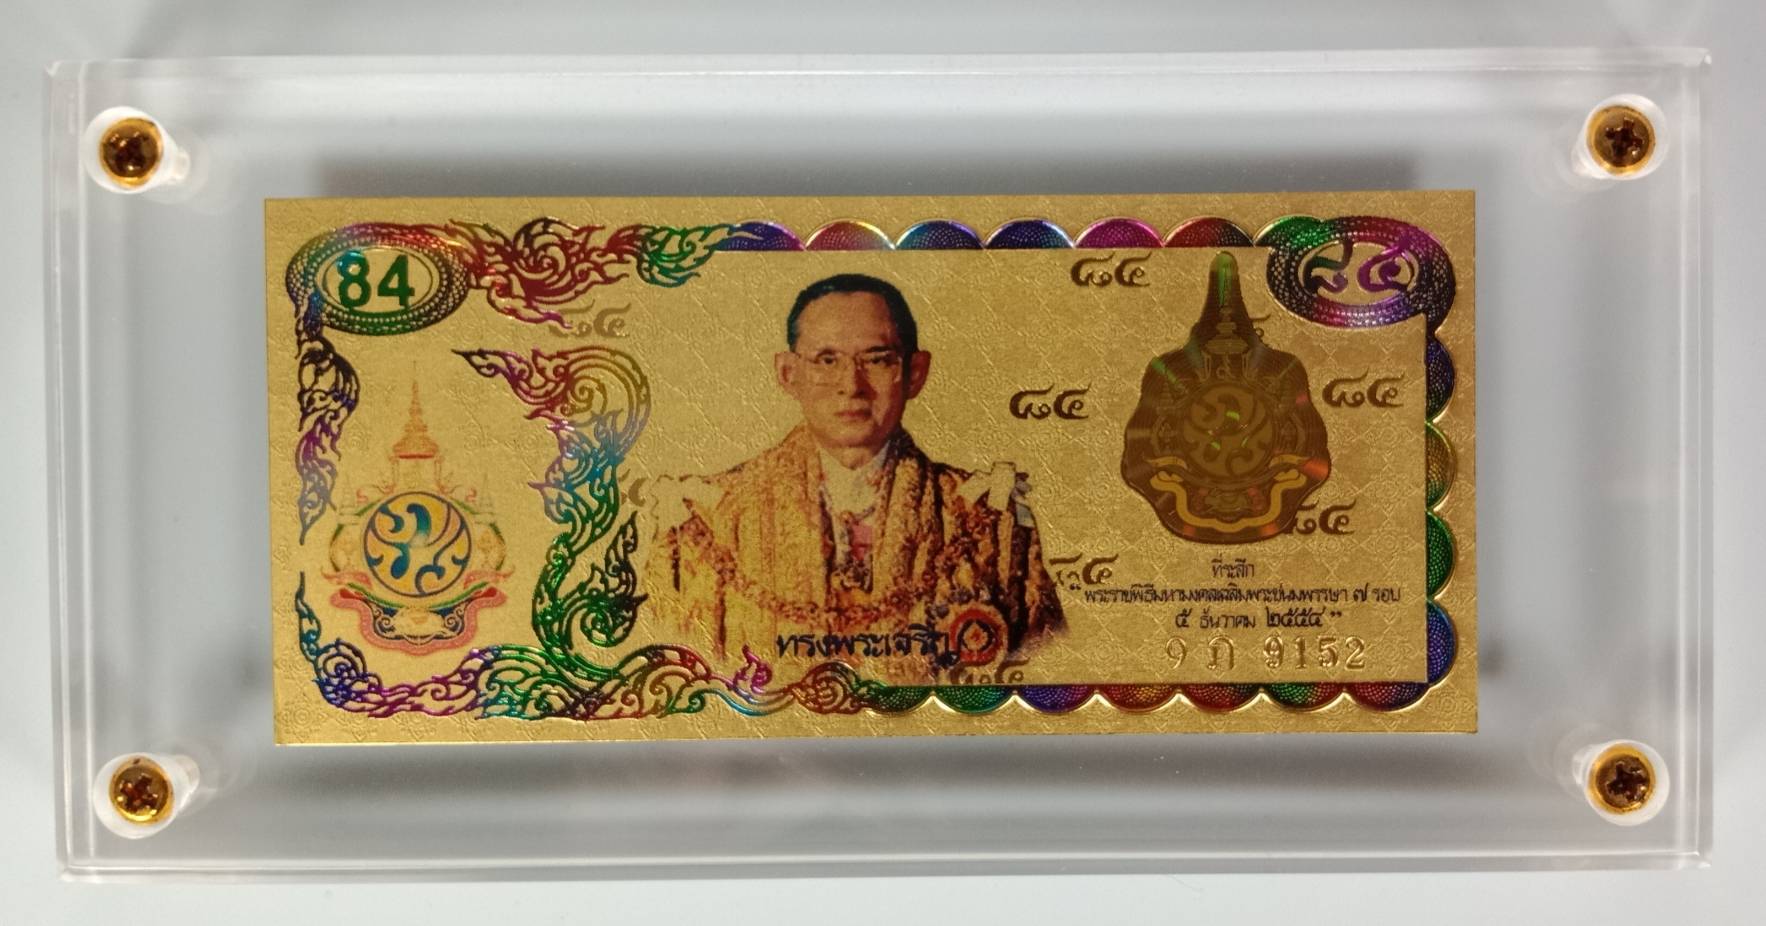 84
๘๔
๘๔
๘๔
๘๔
๘๔
๘๔
๘๔
ที่ระลึก
“พระราชพิธีมหามงคลเฉลิมพระชนมพรรษา ๗ รอบ
๕ ธันวาคม ๒๕๕๔”
ทรงพระเจริญ
9 ภ 9152